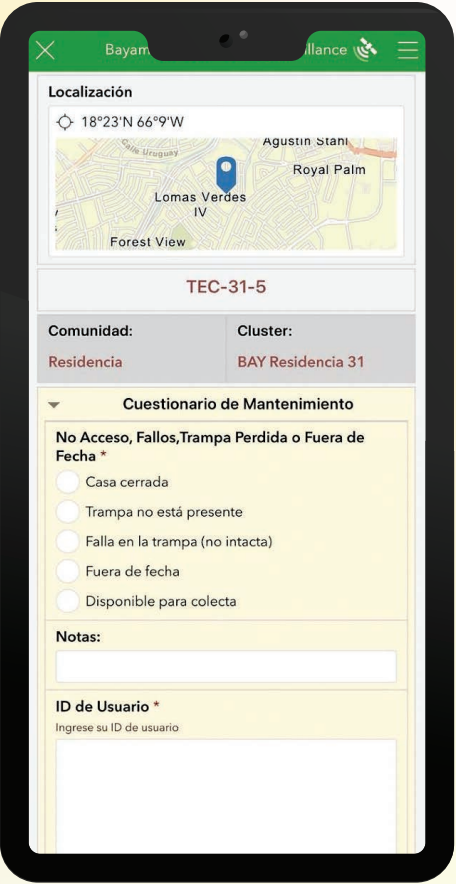 Bayam
illance
Localización
18°23'N 66°9'W
Calle Uruguay
Agustin Stahl
Royal Palm
Lomas Verdes
IV
Forest View
TEC-31-5
Comunidad:
Cluster:
Residencia
BAY Residencia 31
Cuestionario de Mantenimiento
No Acceso, Fallos,Trampa Perdida o Fuera de
Fecha *
Casa cerrada
Trampa no está presente
Falla en la trampa (no intacta)
Fuera de fecha
Disponible para colecta
Notas:
ID de Usuario *
Ingrese su ID de usuario